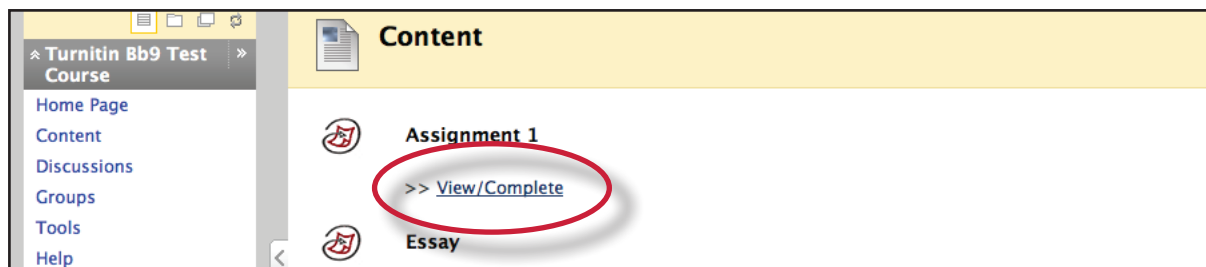 Turnitin Bb9 Test
Course
Home Page
Content
Discussions
Groups
Tools
Help
Content
Assignment 1
>> View/Complete
Essay